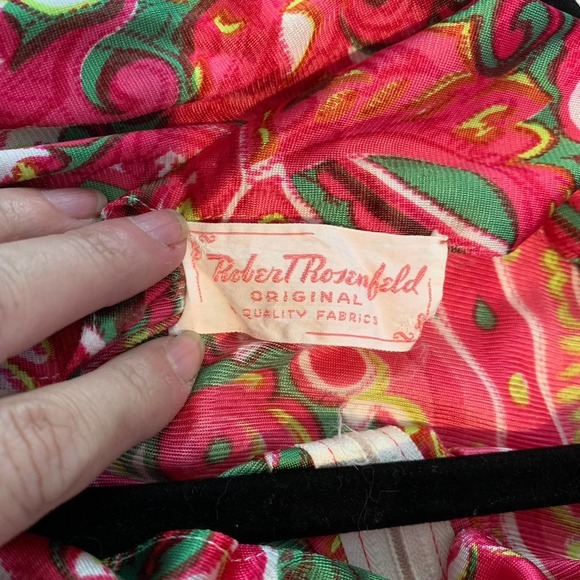 Robert Rosenfeld
ORIGINAL
QUALITY FABRICS